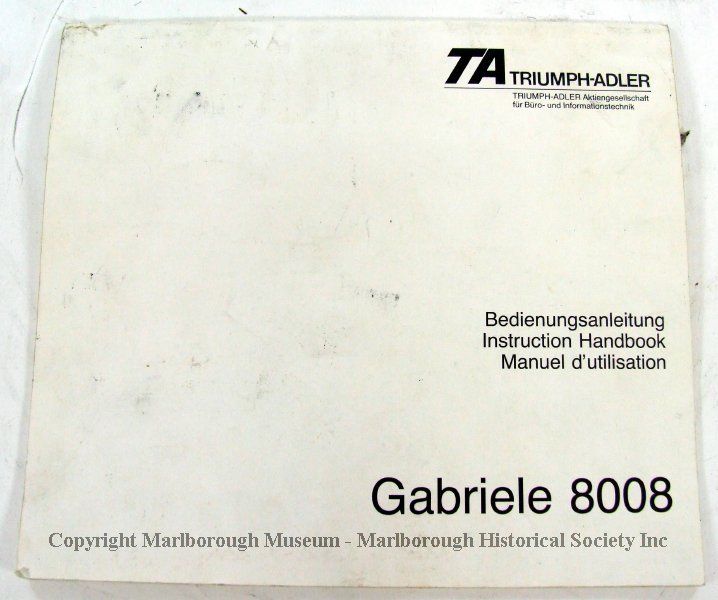 TA TRIUMPH-ADLER
TRIUMPH-ADLER Aktiengesellschaft
für Büro- und Informationstechnik
Bedienungsanleitung
Instruction Handbook
Manuel d'utilisation
Gabriele 8008
Copyright Marlborough Museum - Marlborough Historical Society Inc